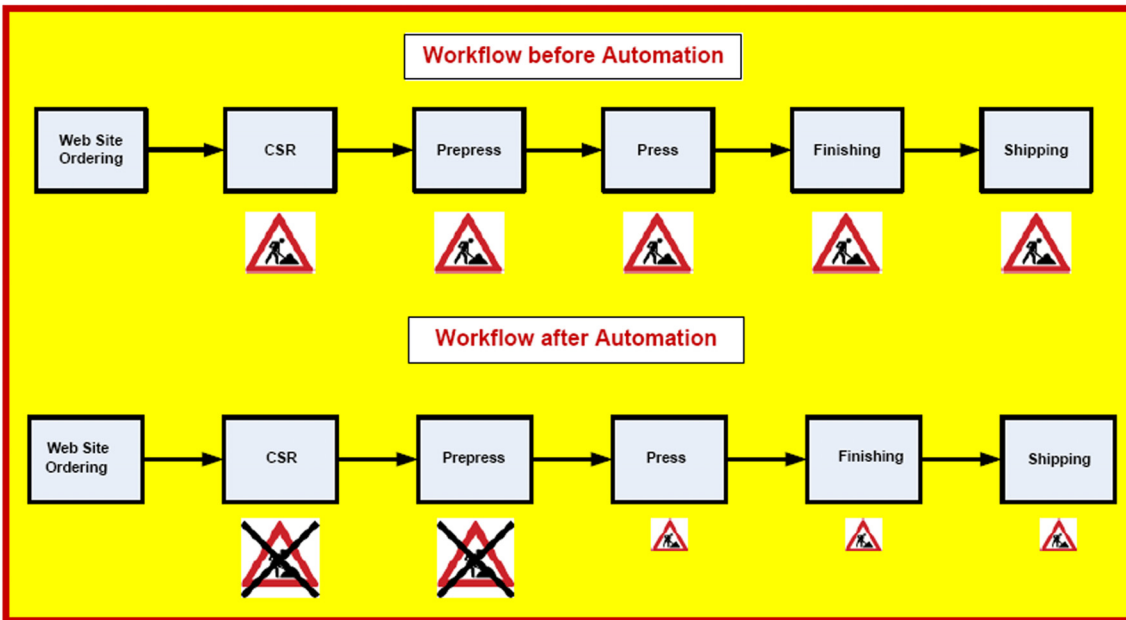 Workflow before Automation
Web Site
Ordering
CSR
Prepress
Press
Finishing
Shipping
Workflow after Automation
Web Site
Ordering
CSR
Prepress
Press
Finishing
Shipping